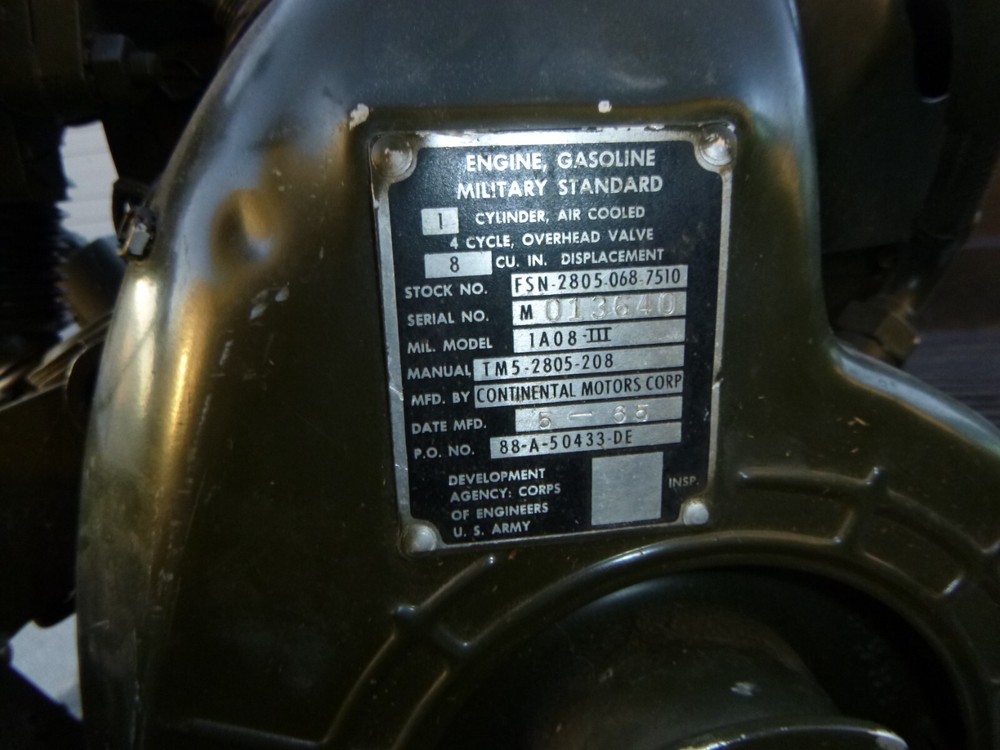 ENGINE, GASOLINE
MILITARY STANDARD
1 CYLINDER, AIR COOLED
4 CYCLE, OVERHEAD VALVE
8 CU. IN. DISPLACEMENT
STOCK NO. FSN-2805-068-7510
SERIAL NO. M 013640
MIL. MODEL 1A08-III
MANUAL TM5-2805-208
MFD. BY CONTINENTAL MOTORS CORP
DATE MFD. 5 — 65
P.O. NO. 88-A-50433-DE
DEVELOPMENT
AGENCY: CORPS
OF ENGINEERS
U. S. ARMY
INSP.